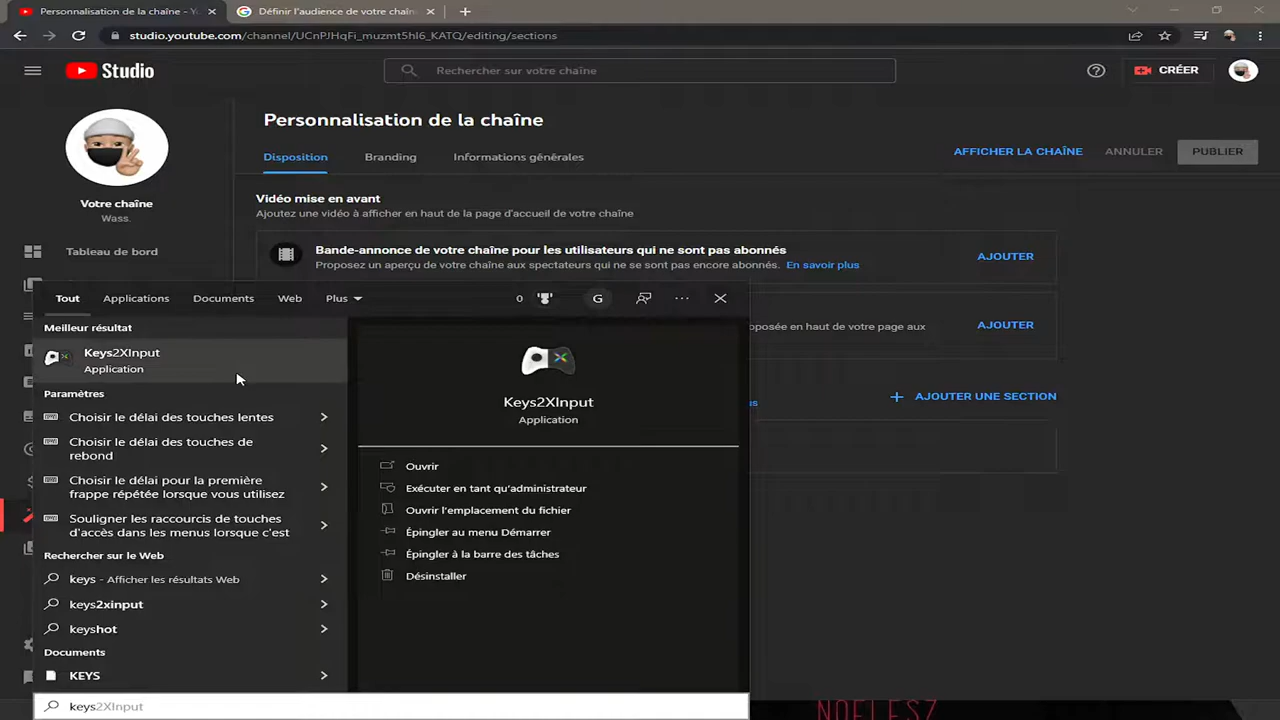 Personnalisation de la chaîne - Yo
Définir l'audience de votre chaîn
studio.youtube.com/channel/UCnPJHqFi_muzmt5hI6_KATQ/editing/sections
Studio
Rechercher sur votre chaîne
CRÉER
Personnalisation de la chaîne
Disposition
Branding
Informations générales
AFFICHER LA CHAÎNE
ANNULER
PUBLIER
Votre chaîne
Wass.
Vidéo mise en avant
Ajoutez une vidéo à afficher en haut de la page d'accueil de votre chaîne
Tableau de bord
Bande-annonce de votre chaîne pour les utilisateurs qui ne sont pas abonnés
Proposez un aperçu de votre chaîne aux spectateurs qui ne se sont pas encore abonnés. En savoir plus
AJOUTER
Tout
Applications
Documents
Web
Plus
0
G
Meilleur résultat
Keys2XInput
Application
Paramètres
Choisir le délai des touches lentes
Choisir le délai des touches de
rebond
Choisir le délai pour la première
frappe répétée lorsque vous utilisez
Souligner les raccourcis de touches
d'accès dans les menus lorsque c'est
Rechercher sur le Web
keys - Afficher les résultats Web
keys2xinput
keyshot
Documents
KEYS
keys2XInput
Keys2XInput
Application
Ouvrir
Exécuter en tant qu'administrateur
Ouvrir l'emplacement du fichier
Épingler au menu Démarrer
Épingler à la barre des tâches
Désinstaller
posée en haut de votre page aux
AJOUTER
us
AJOUTER UNE SECTION